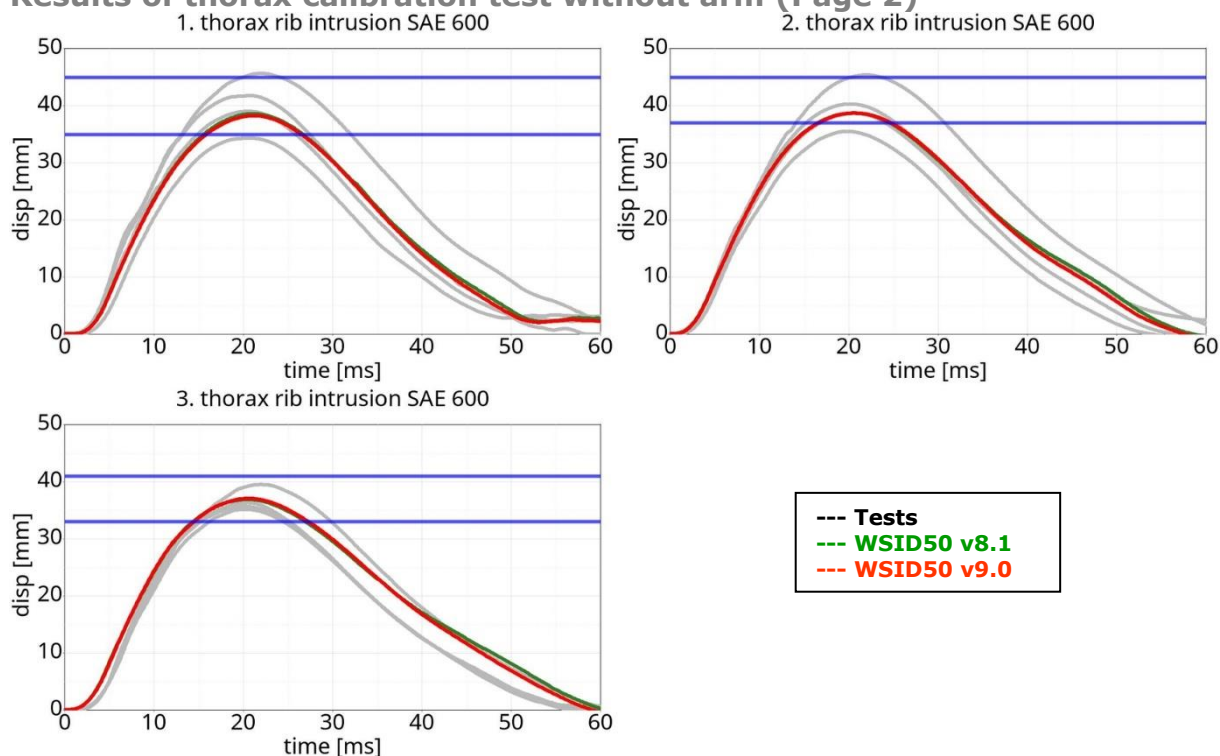 Results of thorax calibration test without arm (Page 2)
1. thorax rib intrusion SAE 600
50
40
30
20
10
0
disp [mm]
0 10 20 30 40 50 60
time [ms]
2. thorax rib intrusion SAE 600
50
40
30
20
10
0
disp [mm]
0 10 20 30 40 50 60
time [ms]
3. thorax rib intrusion SAE 600
50
40
30
20
10
0
disp [mm]
0 10 20 30 40 50 60
time [ms]
--- Tests
--- WSID50 v8.1
--- WSID50 v9.0